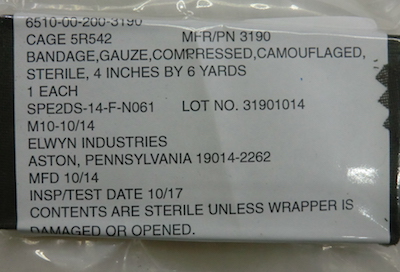 6510-00-200-3190
CAGE 5R542 MFR/PN 3190
BANDAGE,GAUZE,COMPRESSED,CAMOUFLAGED,
STERILE, 4 INCHES BY 6 YARDS
1 EACH
SPE2DS-14-F-N061 LOT NO. 31901014
M10-10/14
ELWYN INDUSTRIES
ASTON, PENNSYLVANIA 19014-2262
MFD 10/14
INSP/TEST DATE 10/17
CONTENTS ARE STERILE UNLESS WRAPPER IS
DAMAGED OR OPENED.